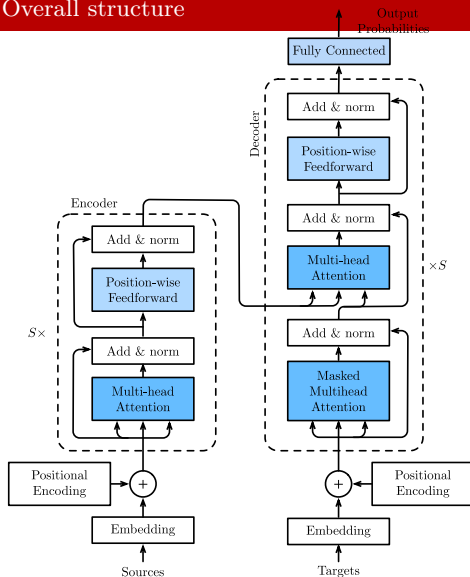 Overall structure
Output
Probabilities
Fully Connected
Decoder
Add & norm
Position-wise
Feedforward
Add & norm
Multi-head
Attention
×S
Add & norm
Masked
Multihead
Attention
Encoder
Add & norm
Position-wise
Feedforward
S×
Add & norm
Multi-head
Attention
Positional
Encoding
+
Embedding
Sources
+
Positional
Encoding
Embedding
Targets